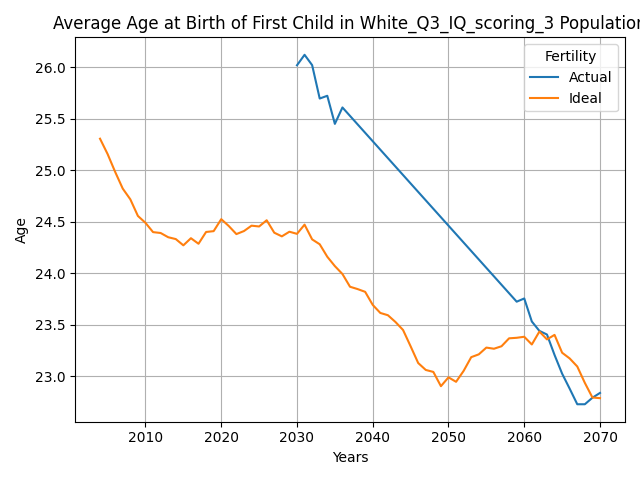 Average Age at Birth of First Child in White_Q3_IQ_scoring_3 Population
Fertility
Actual
Ideal
26.0
25.5
25.0
24.5
24.0
23.5
23.0
Age
2010 2020 2030 2040 2050 2060 2070
Years